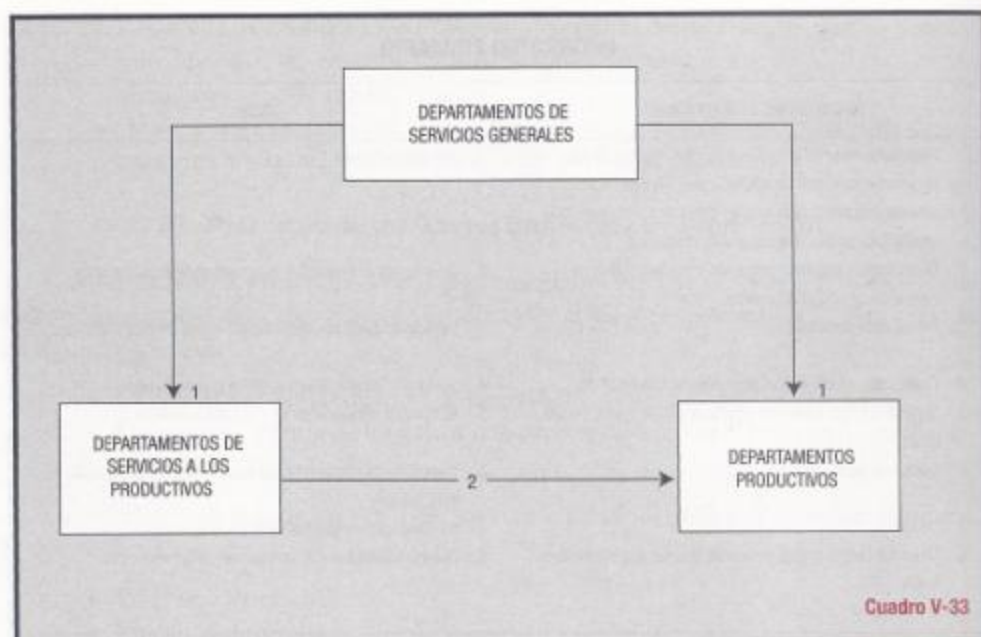 DEPARTAMENTOS DE
SERVICIOS GENERALES
1
1
DEPARTAMENTOS DE
SERVICIOS A LOS
PRODUCTIVOS
2
DEPARTAMENTOS
PRODUCTIVOS
Cuadro V-33